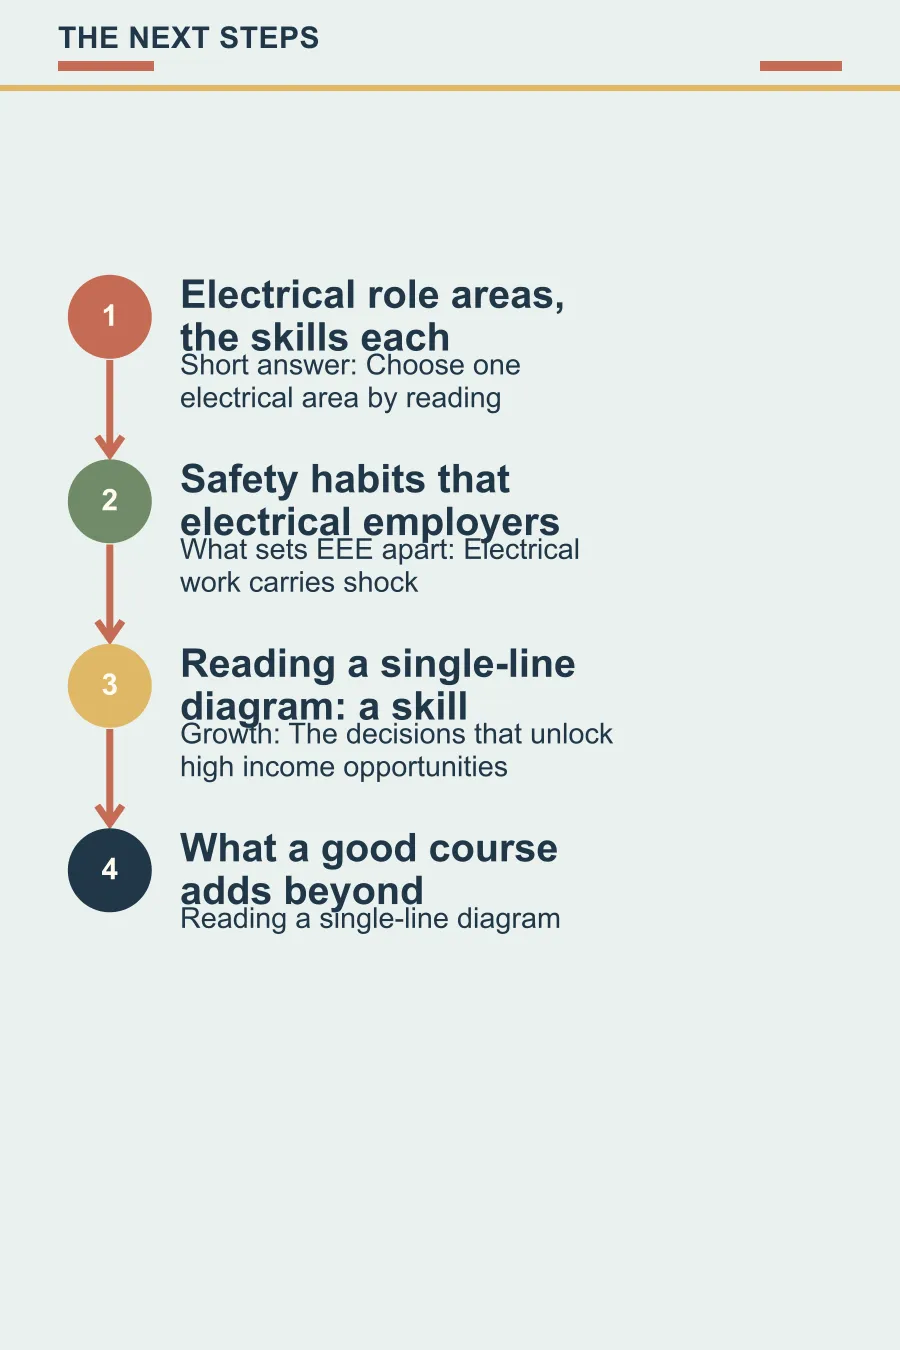 THE NEXT STEPS
1
Electrical role areas,
the skills each
Short answer: Choose one
electrical area by reading
2
Safety habits that
electrical employers
What sets EEE apart: Electrical
work carries shock
3
Reading a single-line
diagram: a skill
Growth: The decisions that unlock
high income opportunities
4
What a good course
adds beyond
Reading a single-line diagram